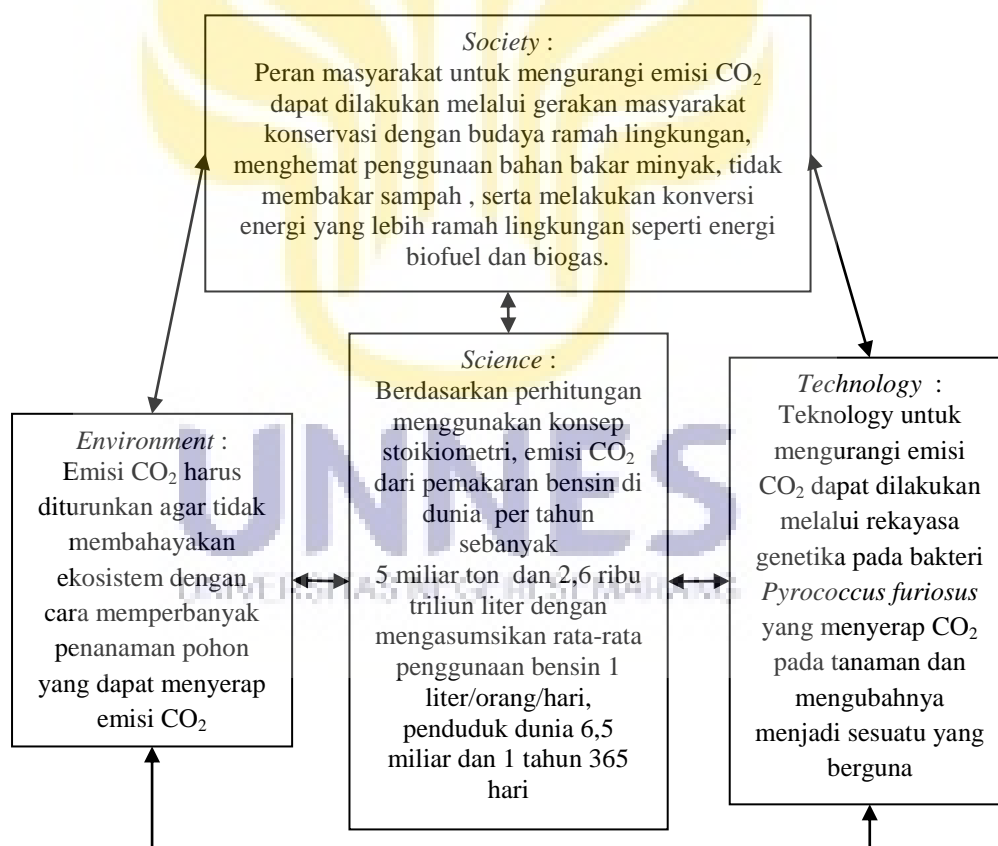 Society :
Peran masyarakat untuk mengurangi emisi CO₂
dapat dilakukan melalui gerakan masyarakat
konservasi dengan budaya ramah lingkungan,
menghemat penggunaan bahan bakar minyak, tidak
membakar sampah , serta melakukan konversi
energi yang lebih ramah lingkungan seperti energi
biofuel dan biogas.
Environment :
Emisi CO₂ harus
diturunkan agar tidak
membahayakan
ekosistem dengan
cara memperbanyak
penanaman pohon
yang dapat menyerap
emisi CO₂
Science :
Berdasarkan perhitungan
menggunakan konsep
stoikiometri, emisi CO₂
dari pemakaran bensin di
dunia per tahun
sebanyak
5 miliar ton dan 2,6 ribu
triliun liter dengan
mengasumsikan rata-rata
penggunaan bensin 1
liter/orang/hari,
penduduk dunia 6,5
miliar dan 1 tahun 365
hari
Technology :
Teknology untuk
mengurangi emisi
CO₂ dapat dilakukan
melalui rekayasa
genetika pada bakteri
Pyrococcus furiosus
yang menyerap CO₂
pada tanaman dan
mengubahnya
menjadi sesuatu yang
berguna
UNNES
UNIVERSITAS NEGERI SEMARANG